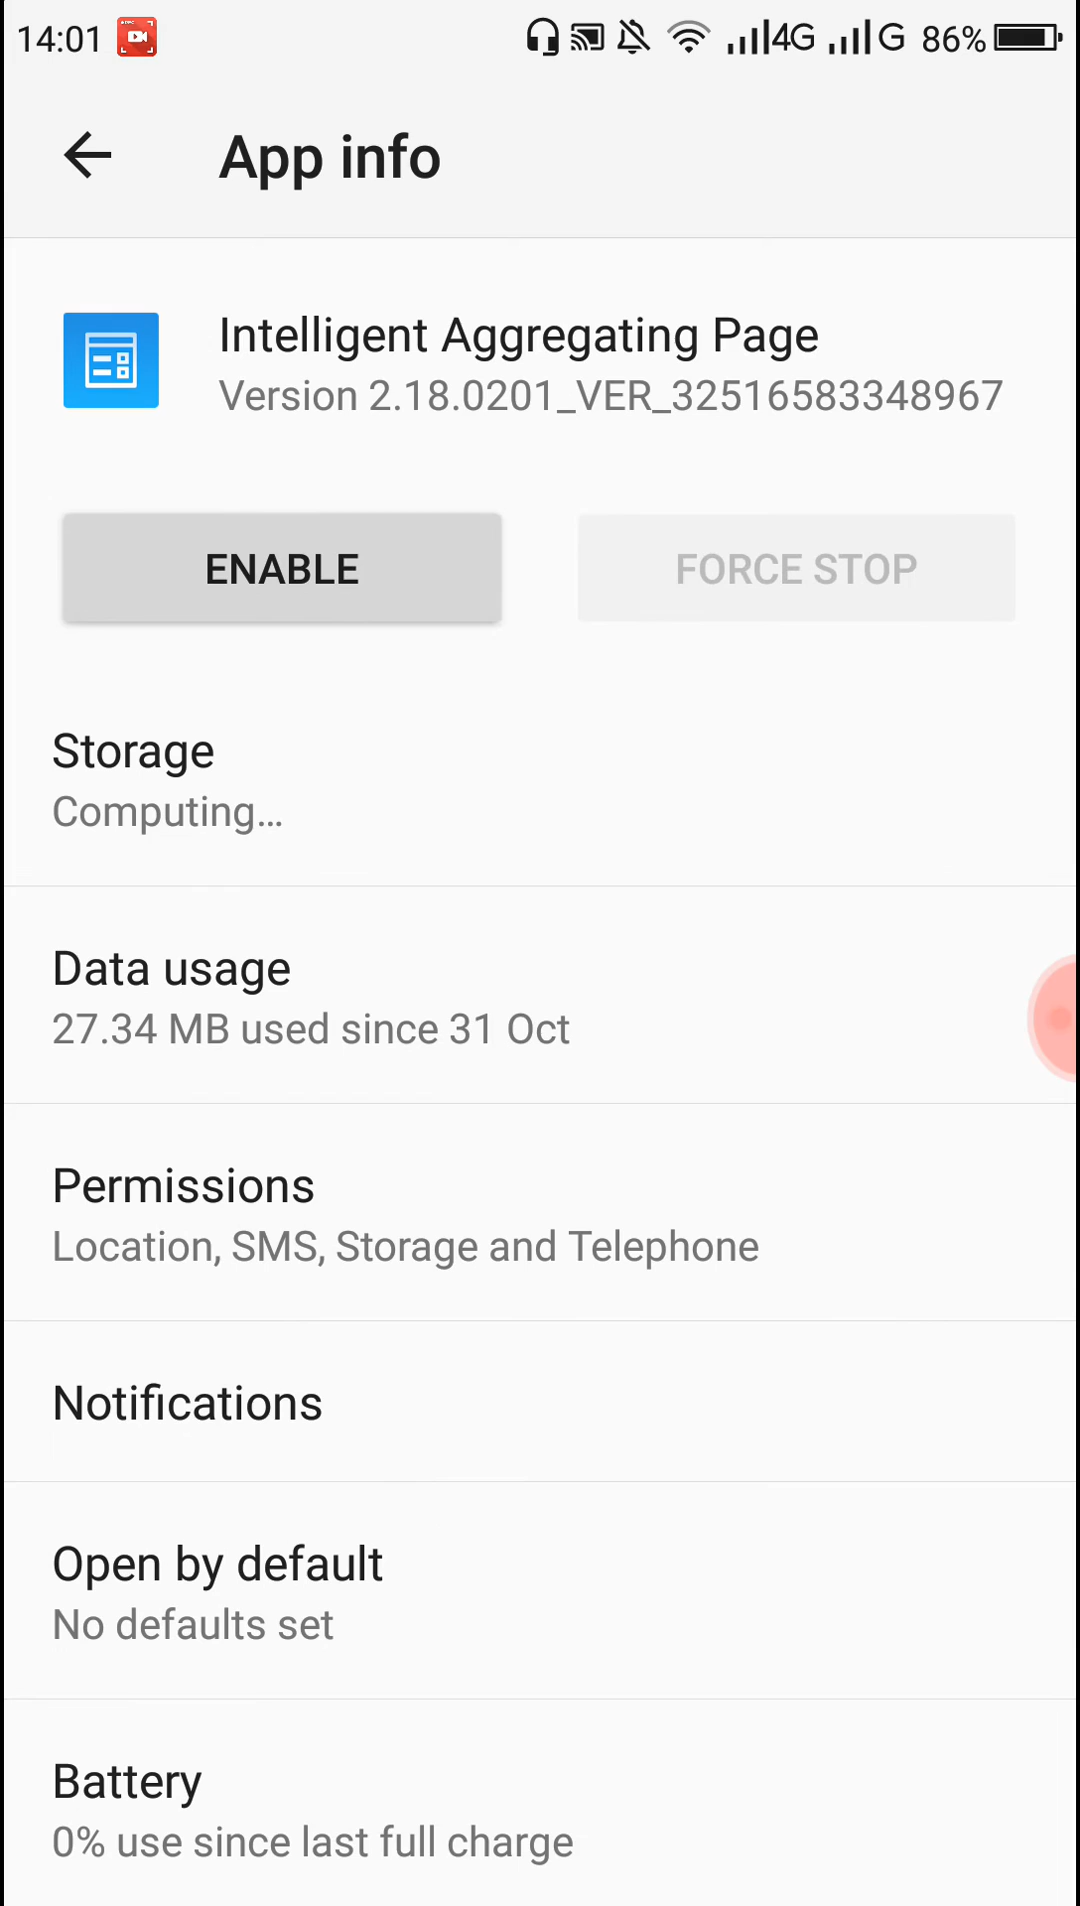 14:01 4G G 86%
App info
Intelligent Aggregating Page
Version 2.18.0201_VER_32516583348967
ENABLE FORCE STOP
Storage
Computing...
Data usage
27.34 MB used since 31 Oct
Permissions
Location, SMS, Storage and Telephone
Notifications
Open by default
No defaults set
Battery
0% use since last full charge